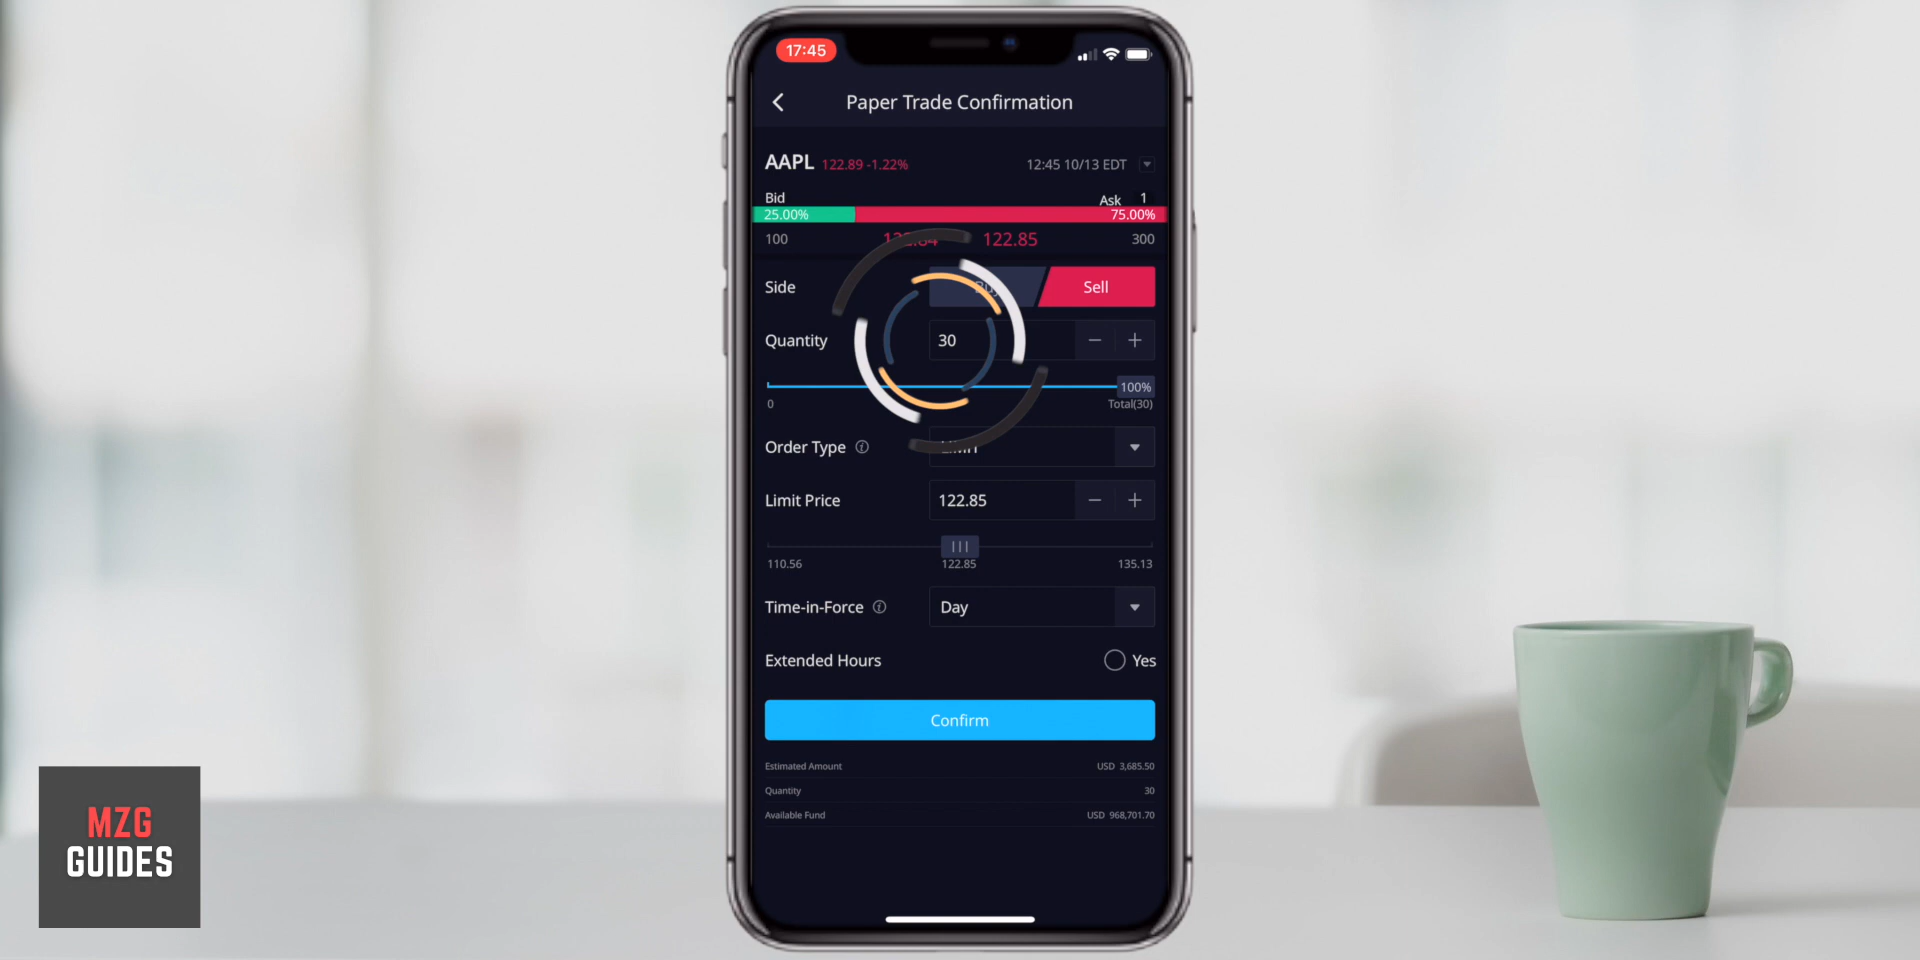 17:45
Paper Trade Confirmation
AAPL 122.89 -1.22% 12:45 10/13 EDT
Bid Ask 1
25.00% 75.00%
100 122.85 300
Side Sell
Quantity 30
100%
0 Total(30)
Order Type
Limit Price 122.85
110.56 122.85 135.13
Time-in-Force Day
Extended Hours Yes
Confirm
Estimated Amount USD 3,685.50
Quantity 30
Available Fund USD 968,701.70
MZG
GUIDES